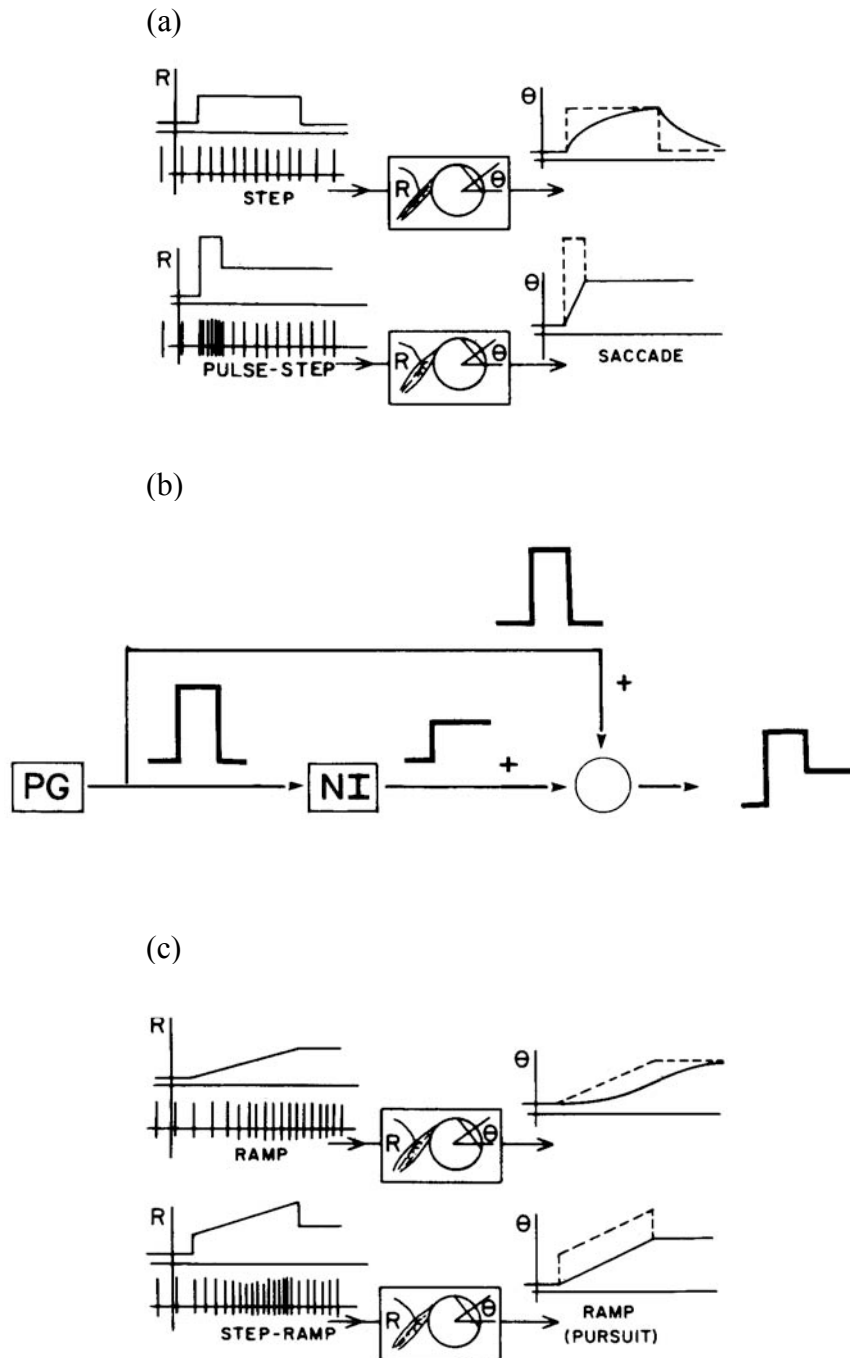 (a)
R
θ
STEP
R
θ
R
θ
PULSE-STEP
R
θ
SACCADE
(b)
+
PG
NI
+
(c)
R
θ
RAMP
R
θ
R
θ
STEP-RAMP
R
θ
RAMP
(PURSUIT)